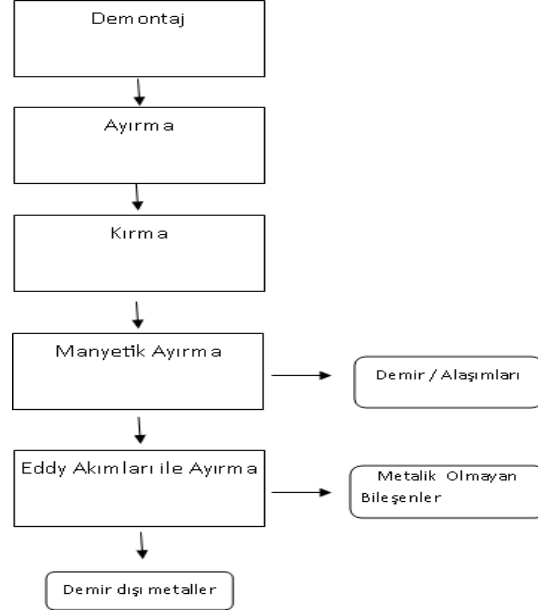 Demontaj
Ayırma
Kırma
Manyetik Ayırma
Demir / Alaşımları
Eddy Akımları ile Ayırma
Metalik Olmayan
Bileşenler
Demir dışı metaller